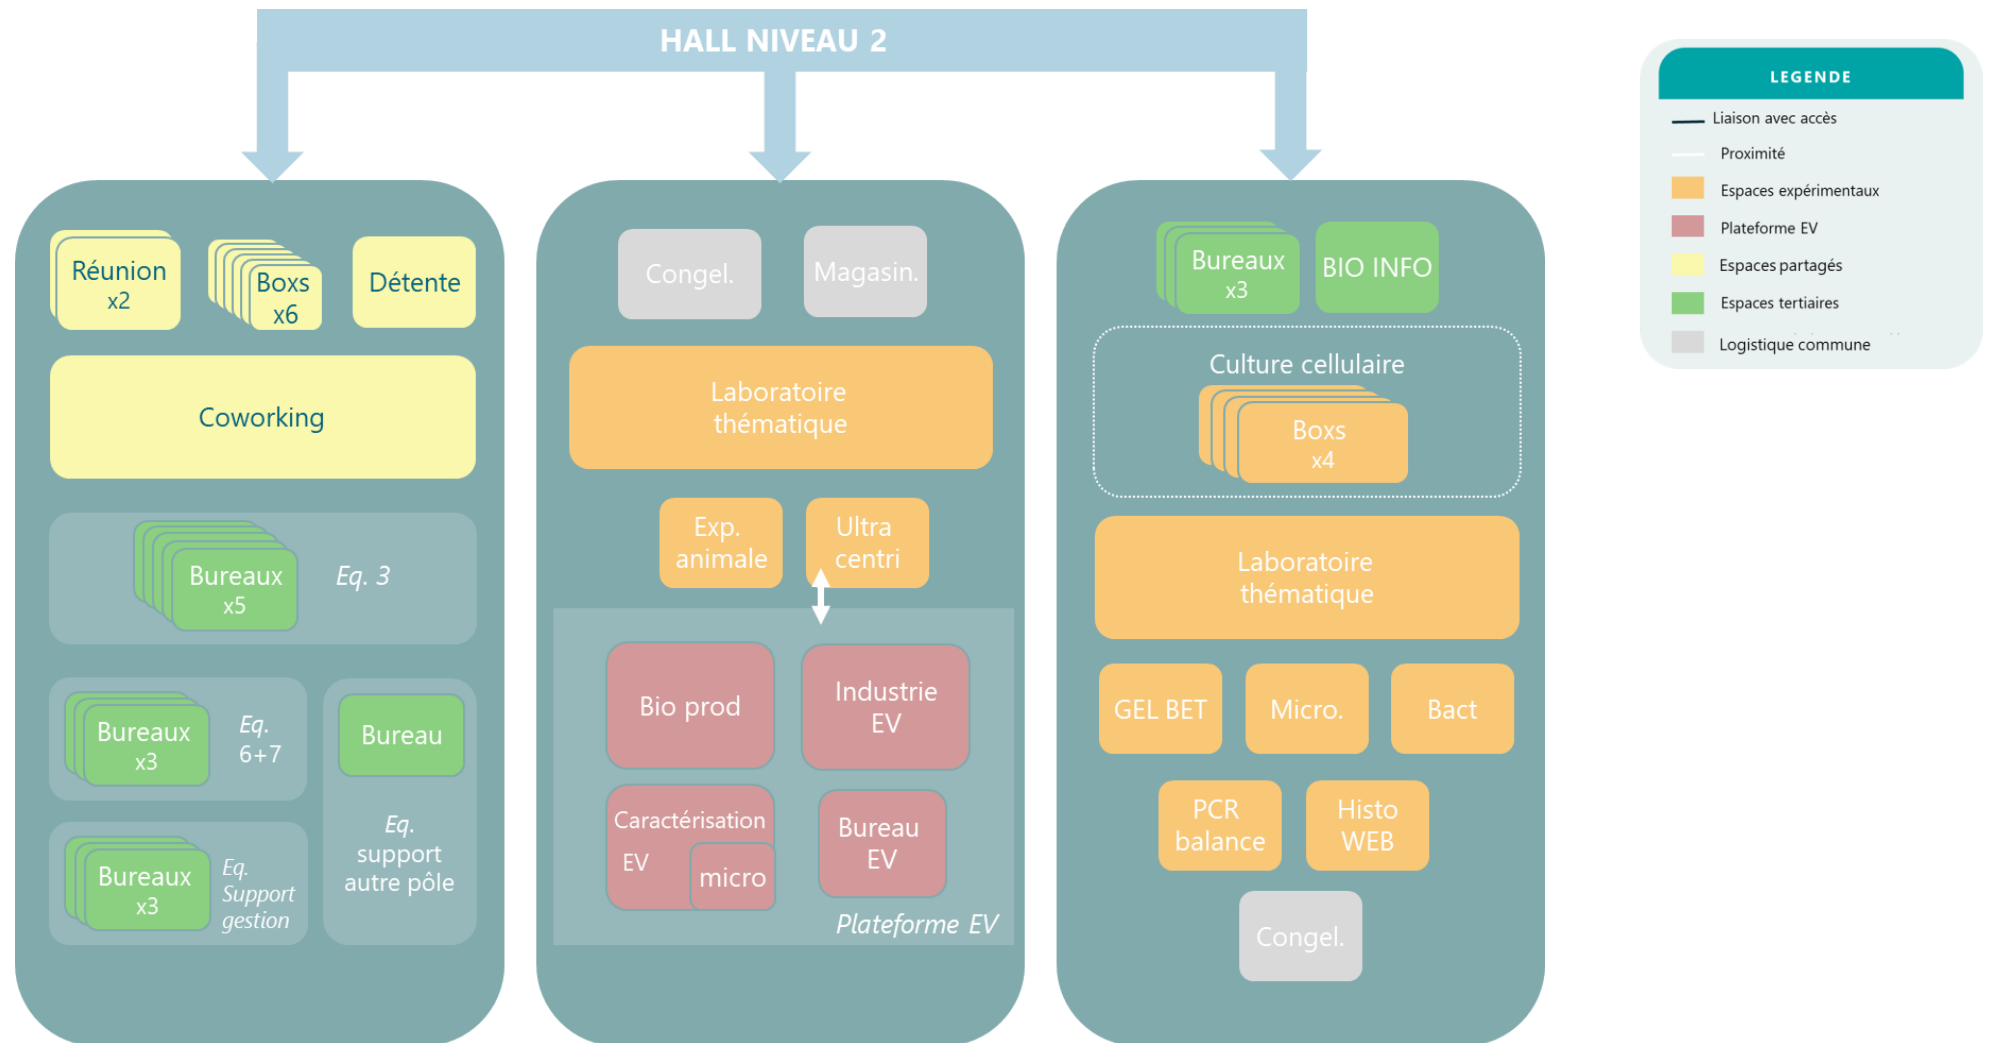 HALL NIVEAU 2
LEGENDE
Liaison avec accès
Proximité
Espaces expérimentaux
Plateforme EV
Espaces partagés
Espaces tertiaires
Logistique commune
Réunion
x2
Boxs
x6
Détente
Coworking
Bureaux
x5
Eq. 3
Bureaux
x3
Eq.
6+7
Bureau
Eq.
support
autre pôle
Bureaux
x3
Eq.
Support
gestion
Congel.
Magasin.
Laboratoire
thématique
Exp.
animale
Ultra
centri
Bio prod
Industrie
EV
Caractérisation
EV
micro
Bureau
EV
Plateforme EV
Bureaux
x3
BIO INFO
Culture cellulaire
Boxs
x4
Laboratoire
thématique
GEL BET
Micro.
Bact
PCR
balance
Histo
WEB
Congel.